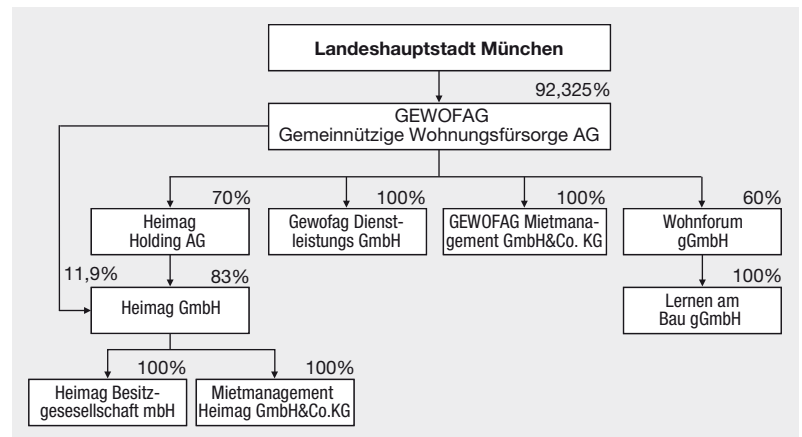 Landeshauptstadt München
92,325%
GEWOFAG
Gemeinnützige Wohnungsfürsorge AG
70%
Heimag
Holding AG
100%
Gewofag Dienst-
leistungs GmbH
100%
GEWOFAG Mietmana-
gement GmbH&Co. KG
60%
Wohnforum
gGmbH
11,9%
83%
Heimag GmbH
100%
Lernen am
Bau gGmbH
100%
Heimag Besitz-
gesesellschaft mbH
100%
Mietmanagement
Heimag GmbH&Co.KG